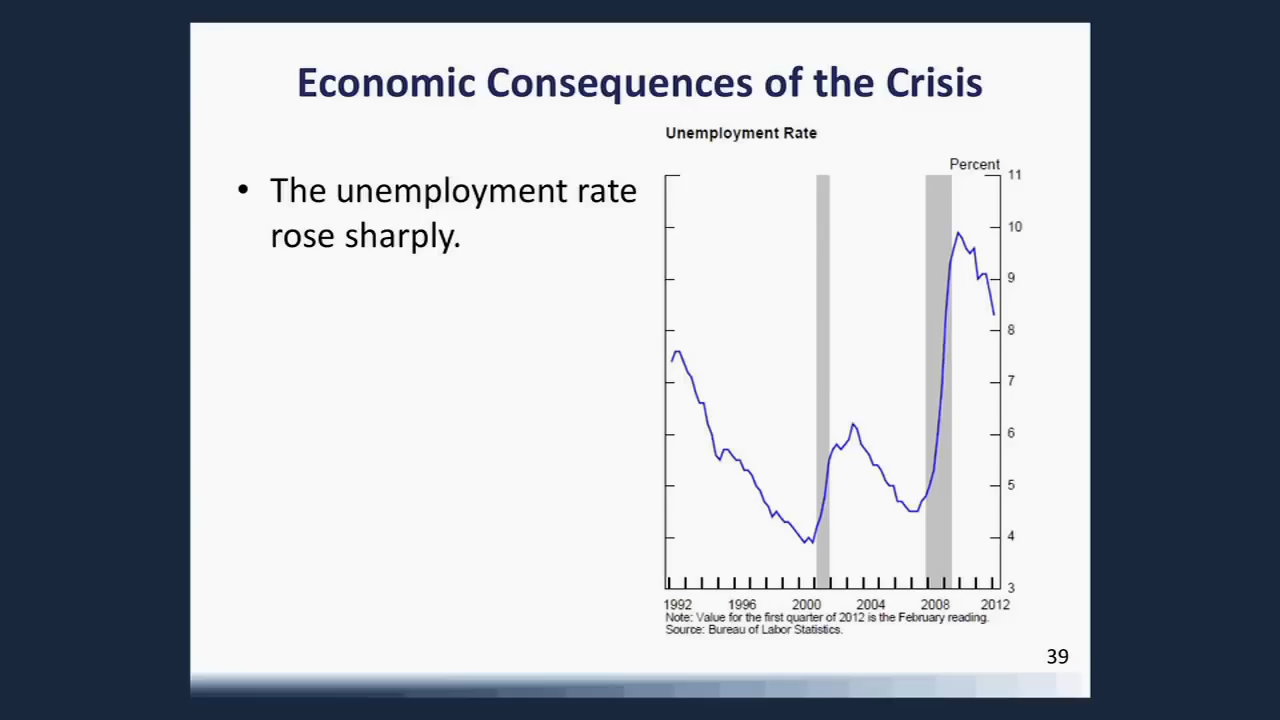 Economic Consequences of the Crisis
• The unemployment rate
rose sharply.
Unemployment Rate
Percent
11
10
9
8
7
6
5
4
3
1992 1996 2000 2004 2008 2012
Note: Value for the first quarter of 2012 is the February reading.
Source: Bureau of Labor Statistics.
39